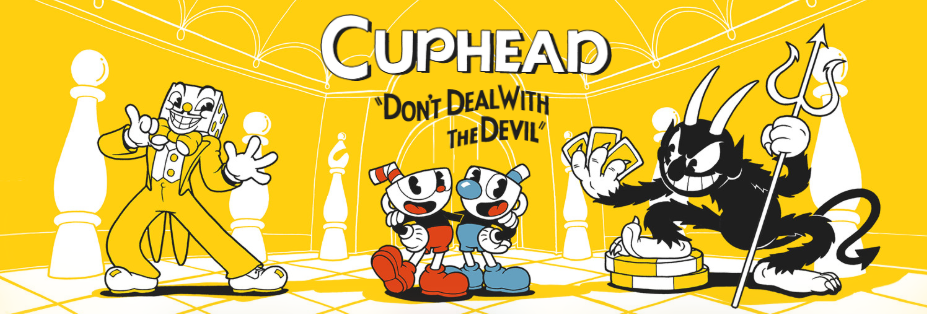 CUPHEAD
"DON'T DEAL WITH
THE DEVIL"